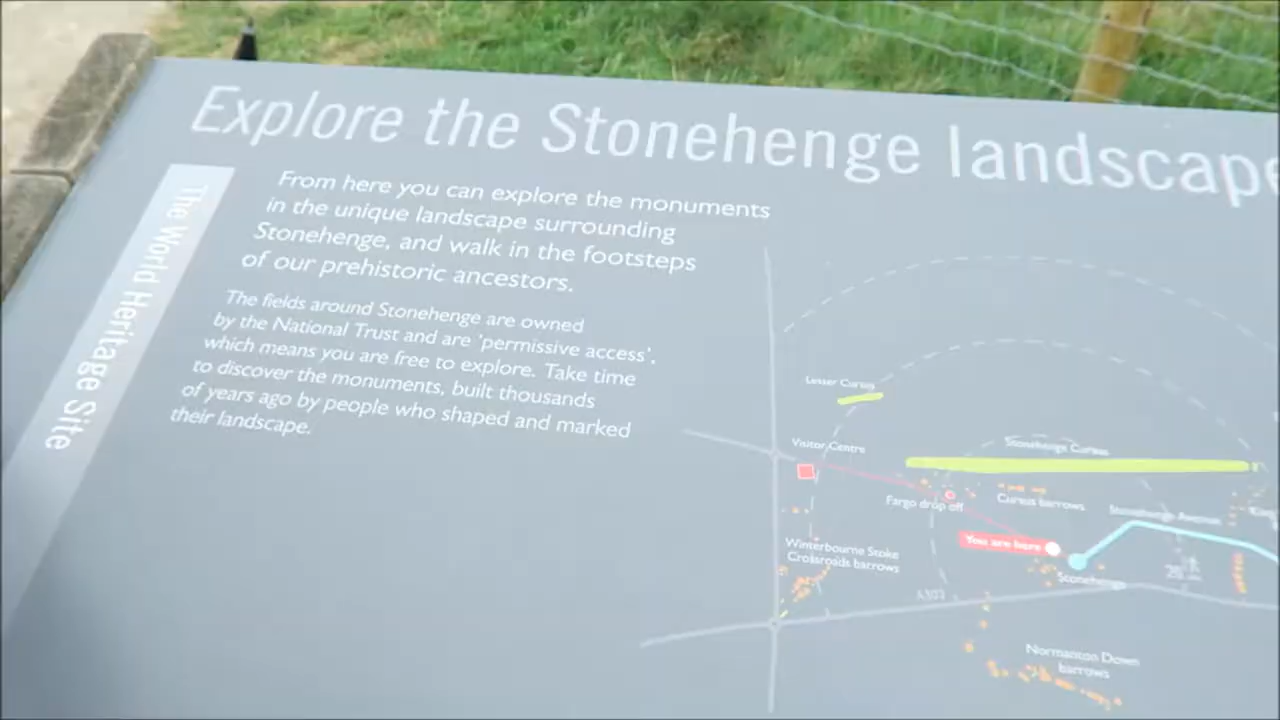 Explore the Stonehenge landscape
The World Heritage Site
From here you can explore the monuments
in the unique landscape surrounding
Stonehenge, and walk in the footsteps
of our prehistoric ancestors.
The fields around Stonehenge are owned
by the National Trust and are 'permissive access',
which means you are free to explore. Take time
to discover the monuments, built thousands
of years ago by people who shaped and marked
their landscape.
Lesser Cursus
Visitor Centre
Stonehenge Cursus
Fargo drop off
Cursus barrows
Stonehenge Avenue
You are here
Winterbourne Stoke
Crossroads barrows
Stonehenge
A303
Normanton Down
barrows